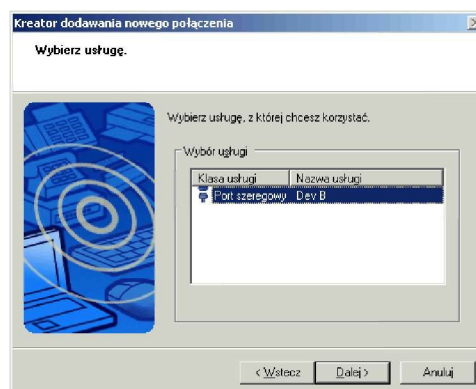 Kreator dodawania nowego połączenia
Wybierz usługę.
Wybierz usługę, z której chcesz korzystać.
Wybór usługi
Klasa usługi Nazwa usługi
Port szeregowy Dev B
< Wstecz Dalej > Anuluj